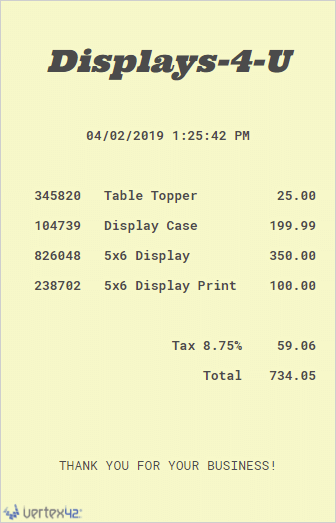 Displays-4-U
04/02/2019 1:25:42 PM
345820 Table Topper 25.00
104739 Display Case 199.99
826048 5x6 Display 350.00
238702 5x6 Display Print 100.00
Tax 8.75% 59.06
Total 734.05
THANK YOU FOR YOUR BUSINESS!
vertex42